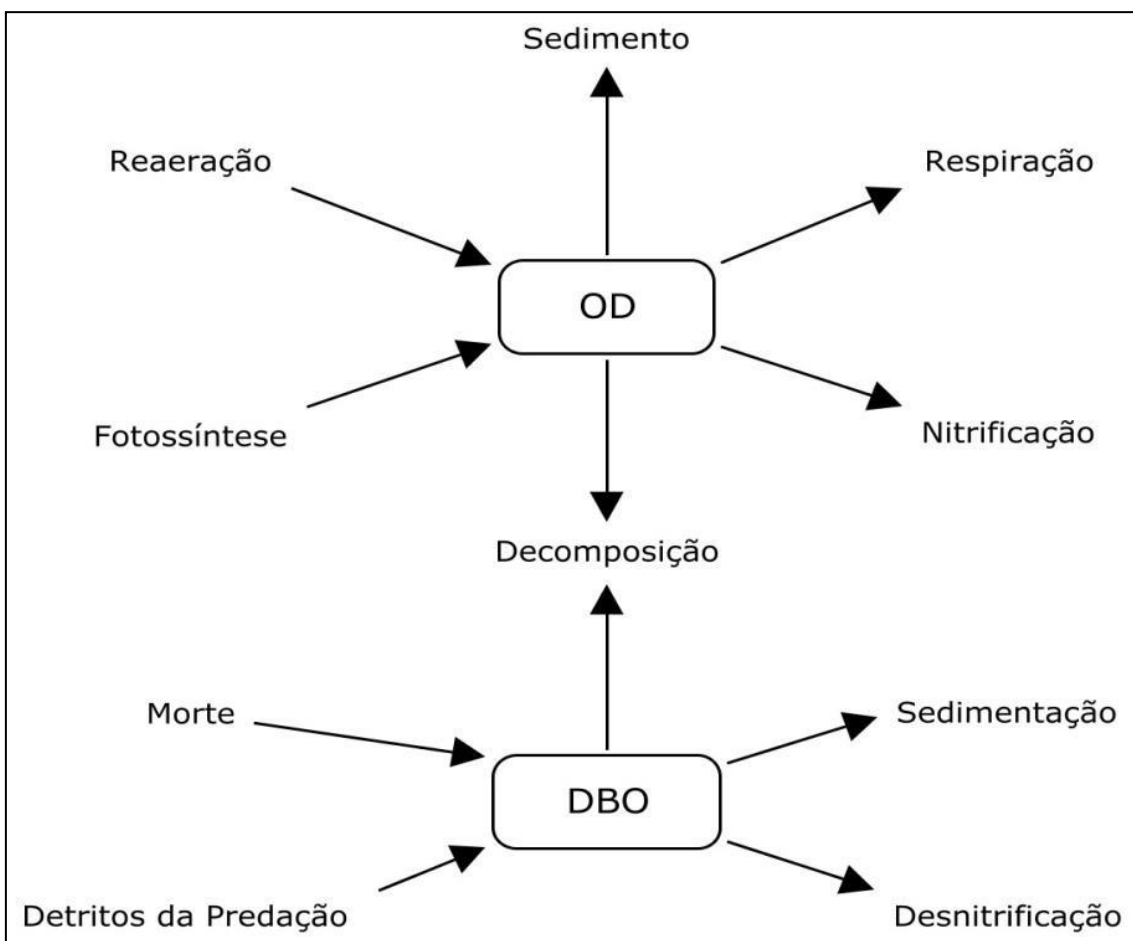 Sedimento
Reaeração
Respiração
OD
Fotossíntese
Nitrificação
Decomposição
Morte
Sedimentação
DBO
Detritos da Predação
Desnitrificação